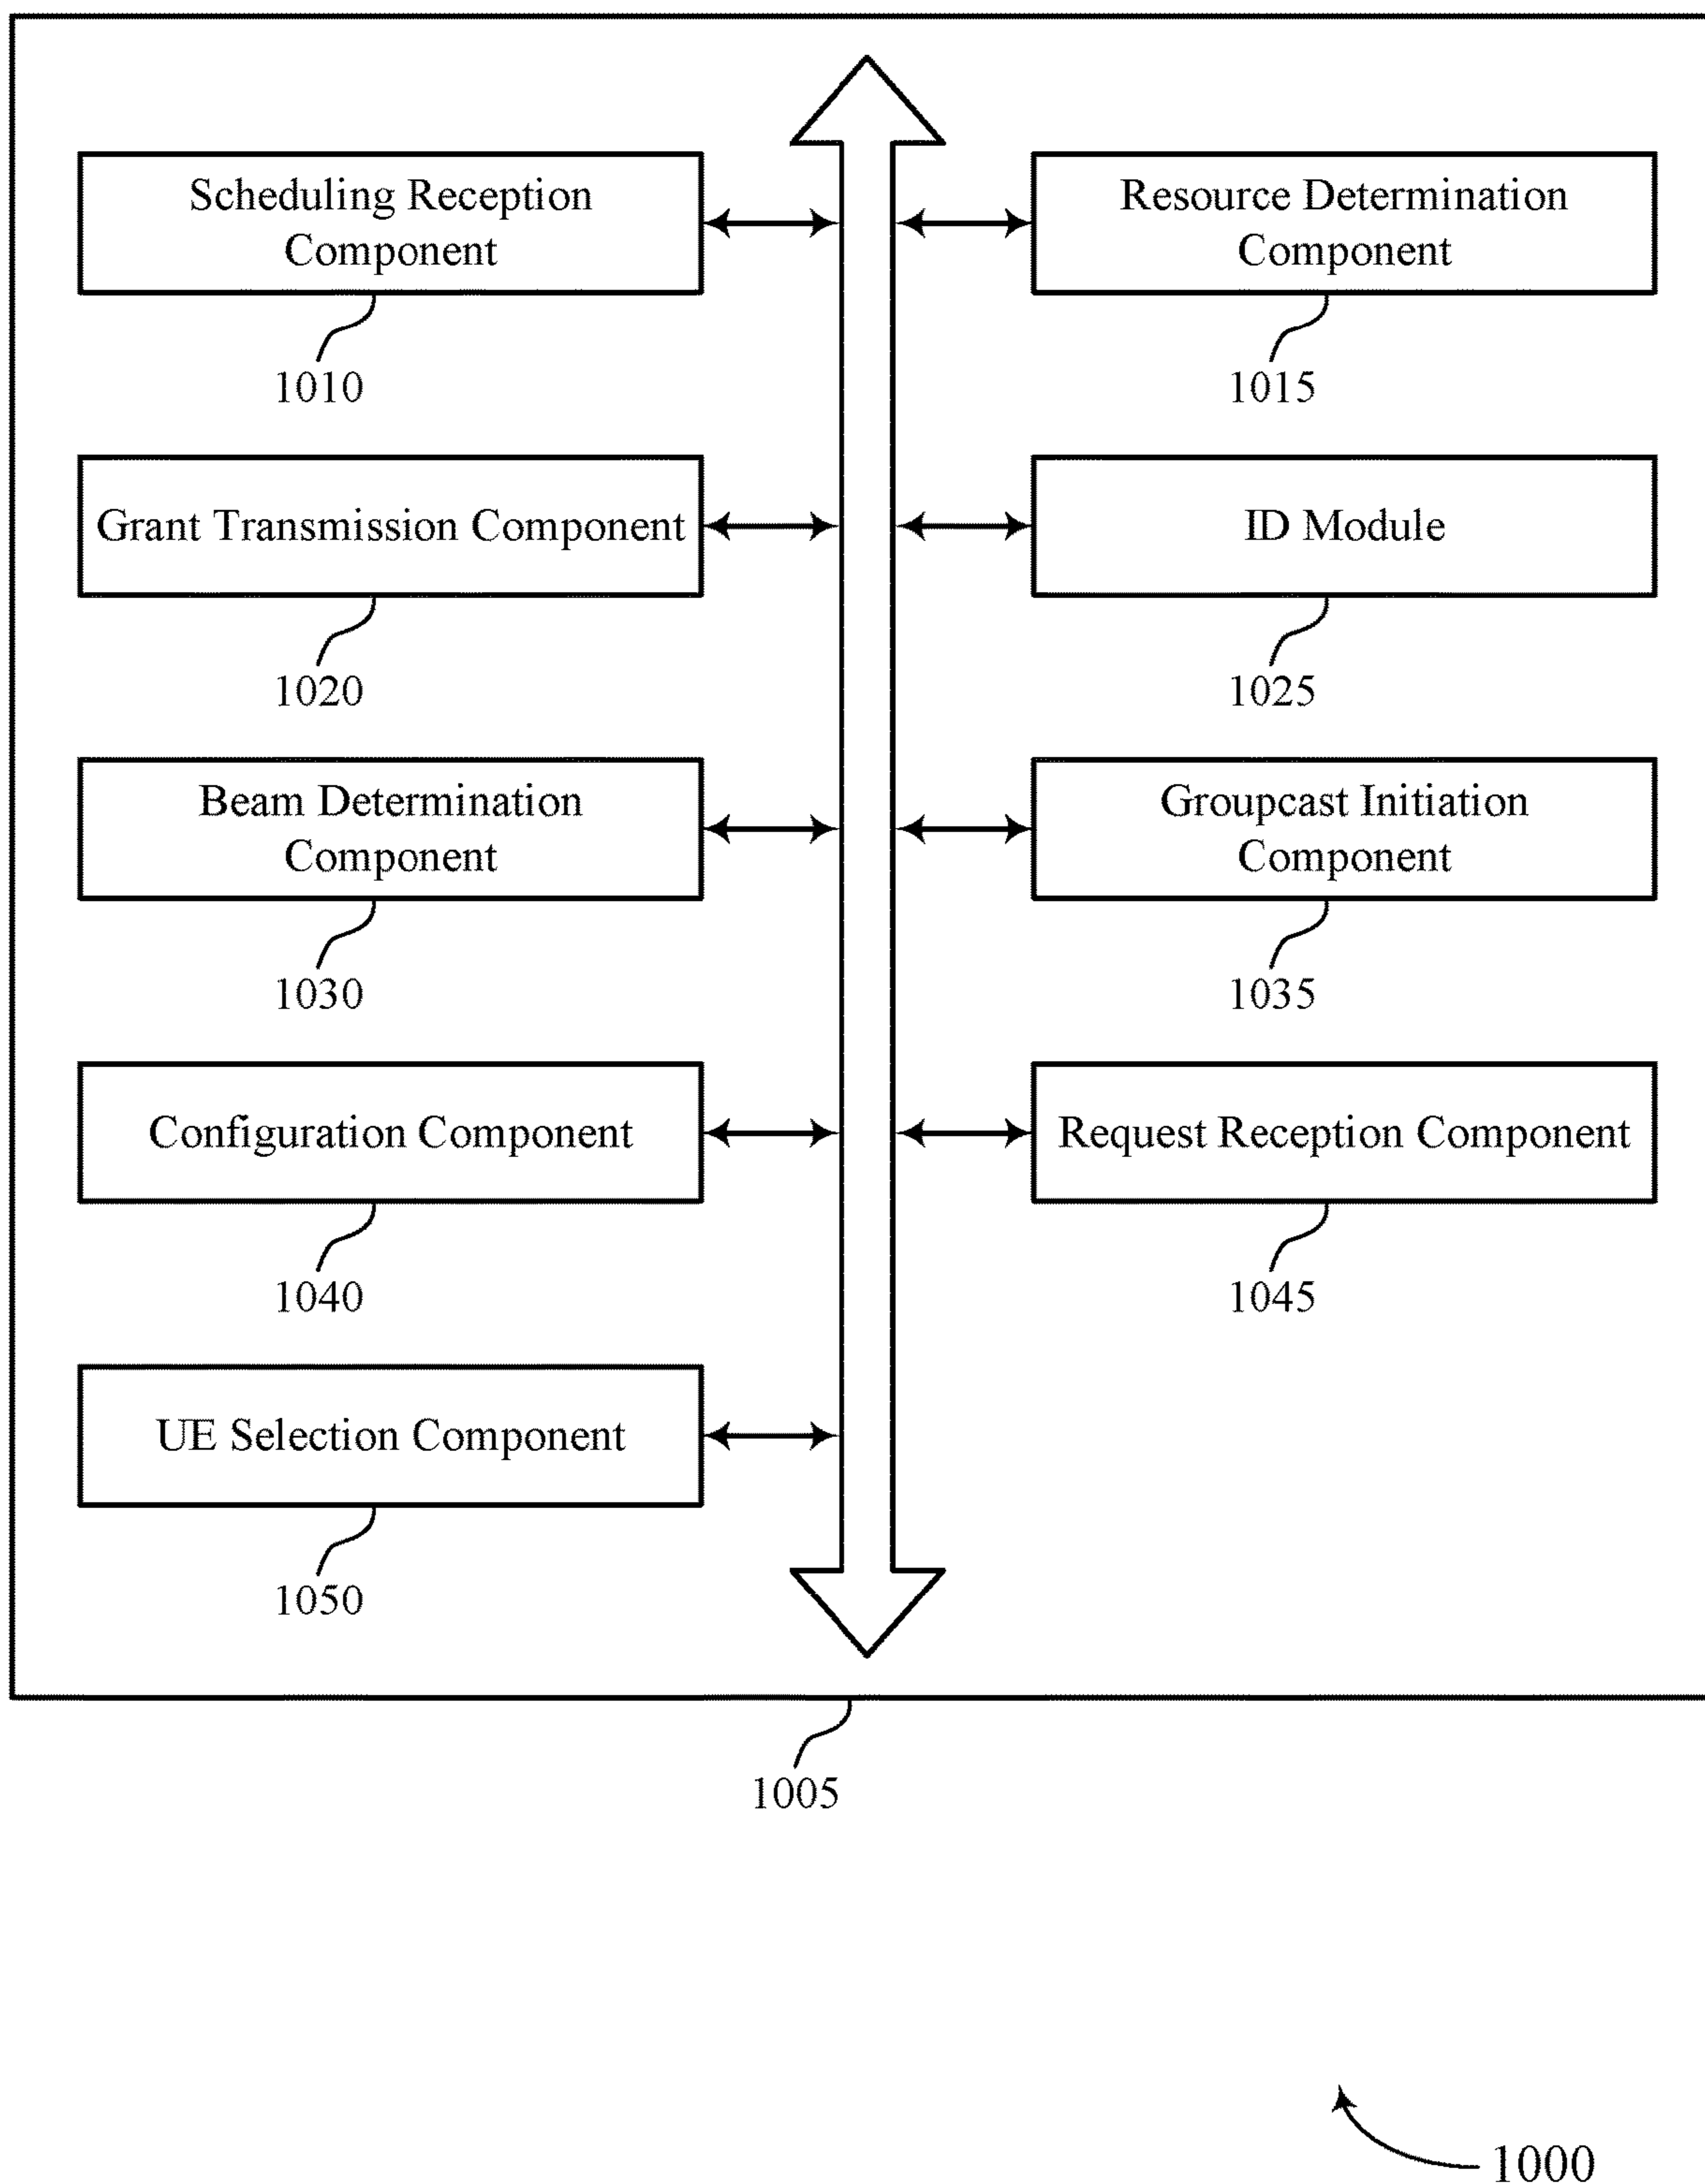 Scheduling Reception
Component
1010
Resource Determination
Component
1015
Grant Transmission Component
1020
ID Module
1025
Beam Determination
Component
1030
Groupcast Initiation
Component
1035
Configuration Component
1040
Request Reception Component
1045
UE Selection Component
1050
1005
1000